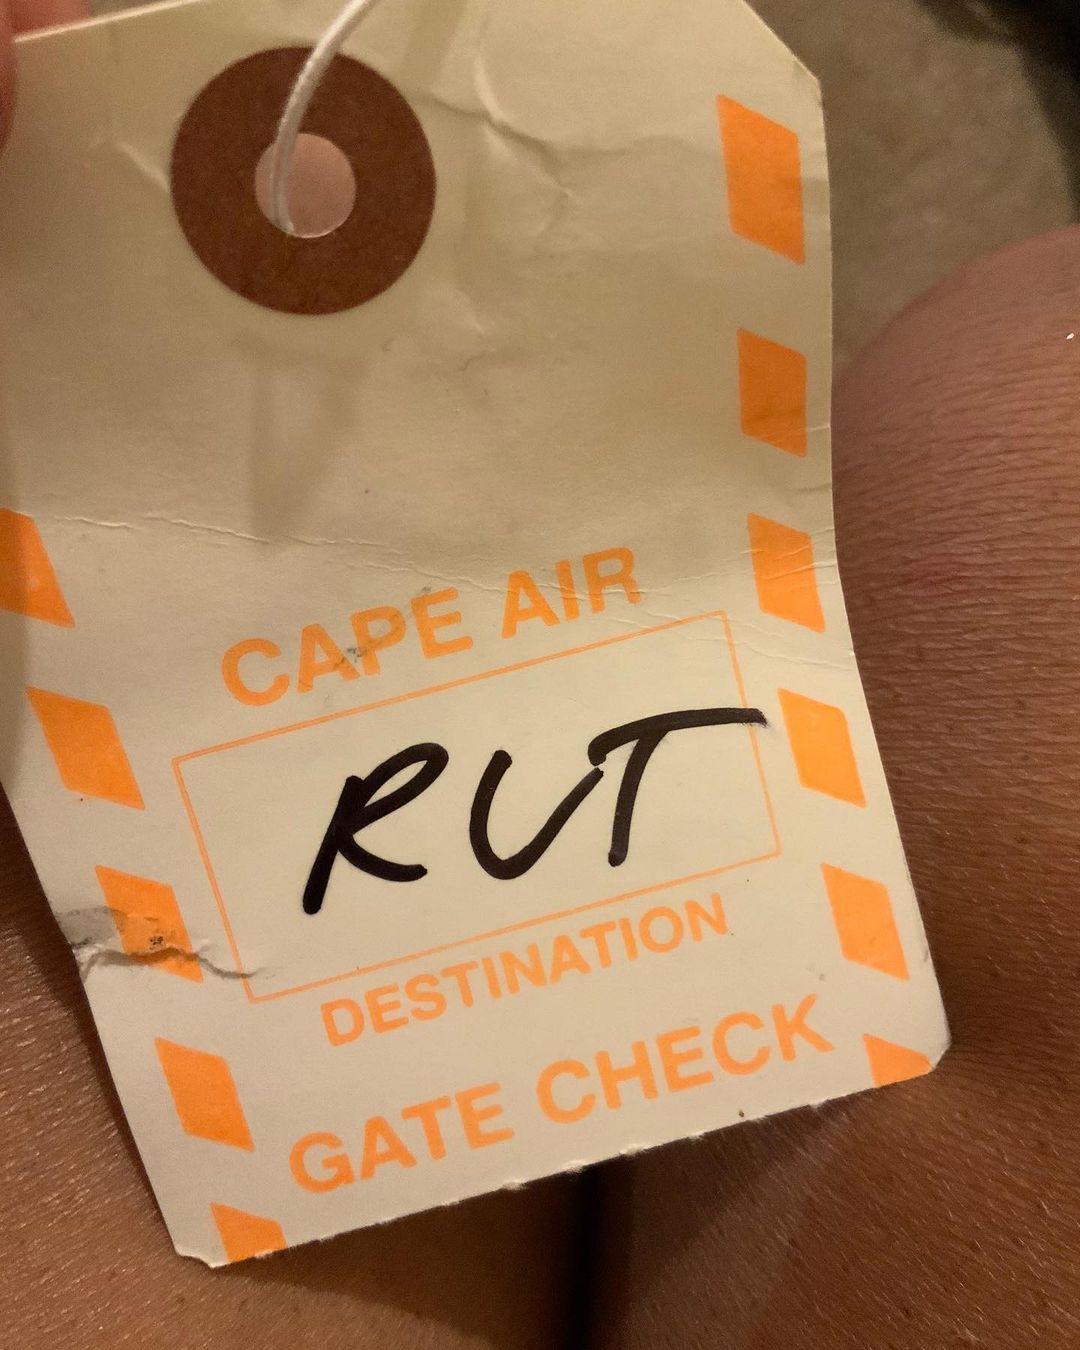 CAPE AIR
RUT
DESTINATION
GATE CHECK